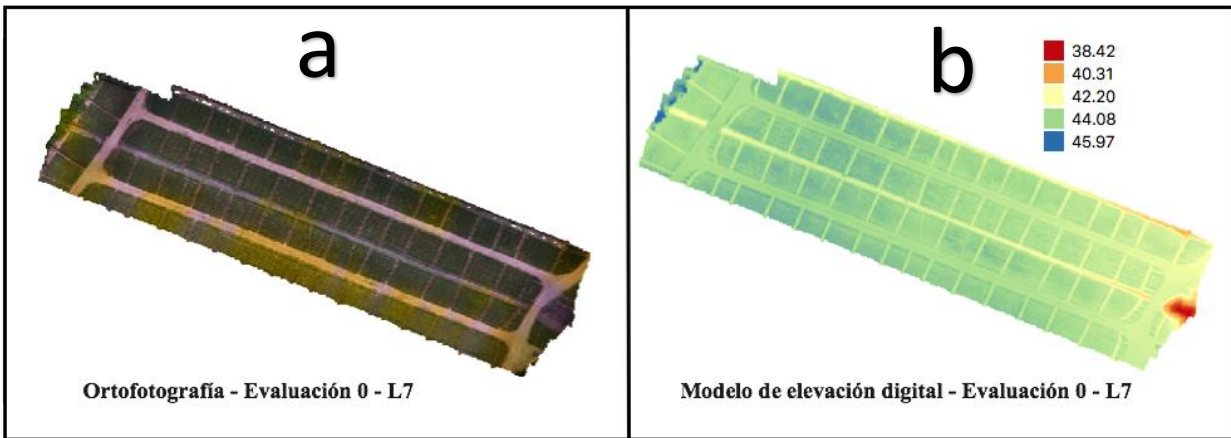 a
Ortofotografía - Evaluación 0 - L7
b
38.42
40.31
42.20
44.08
45.97
Modelo de elevación digital - Evaluación 0 - L7